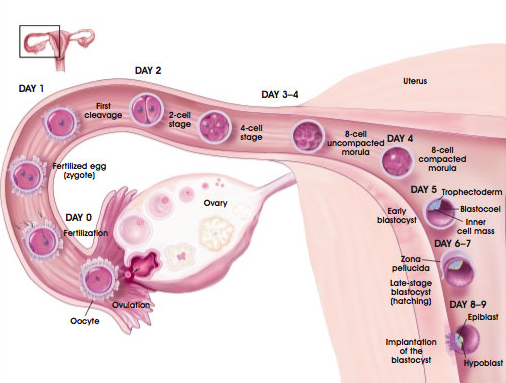 DAY 2
Uterus
DAY 1
DAY 3–4
First
cleavage
2-cell
stage
4-cell
stage
8-cell
uncompacted
morula
DAY 4
8-cell
compacted
morula
Fertilized egg
(zygote)
DAY 5
Trophectoderm
Ovary
Early
blastocyst
Blastocoel
Inner
cell mass
DAY 0
Fertilization
DAY 6–7
Zona
pellucida
Late-stage
blastocyst
(hatching)
Ovulation
Oocyte
DAY 8–9
Epiblast
Implantation
of the
blastocyst
Hypoblast